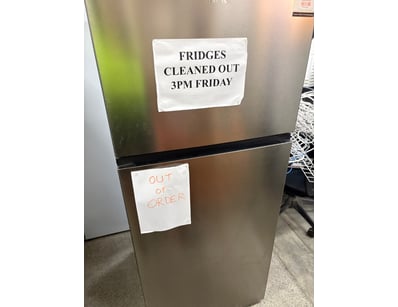 FRIDGES
CLEANED OUT
3PM FRIDAY
OUT
OF
ORDER